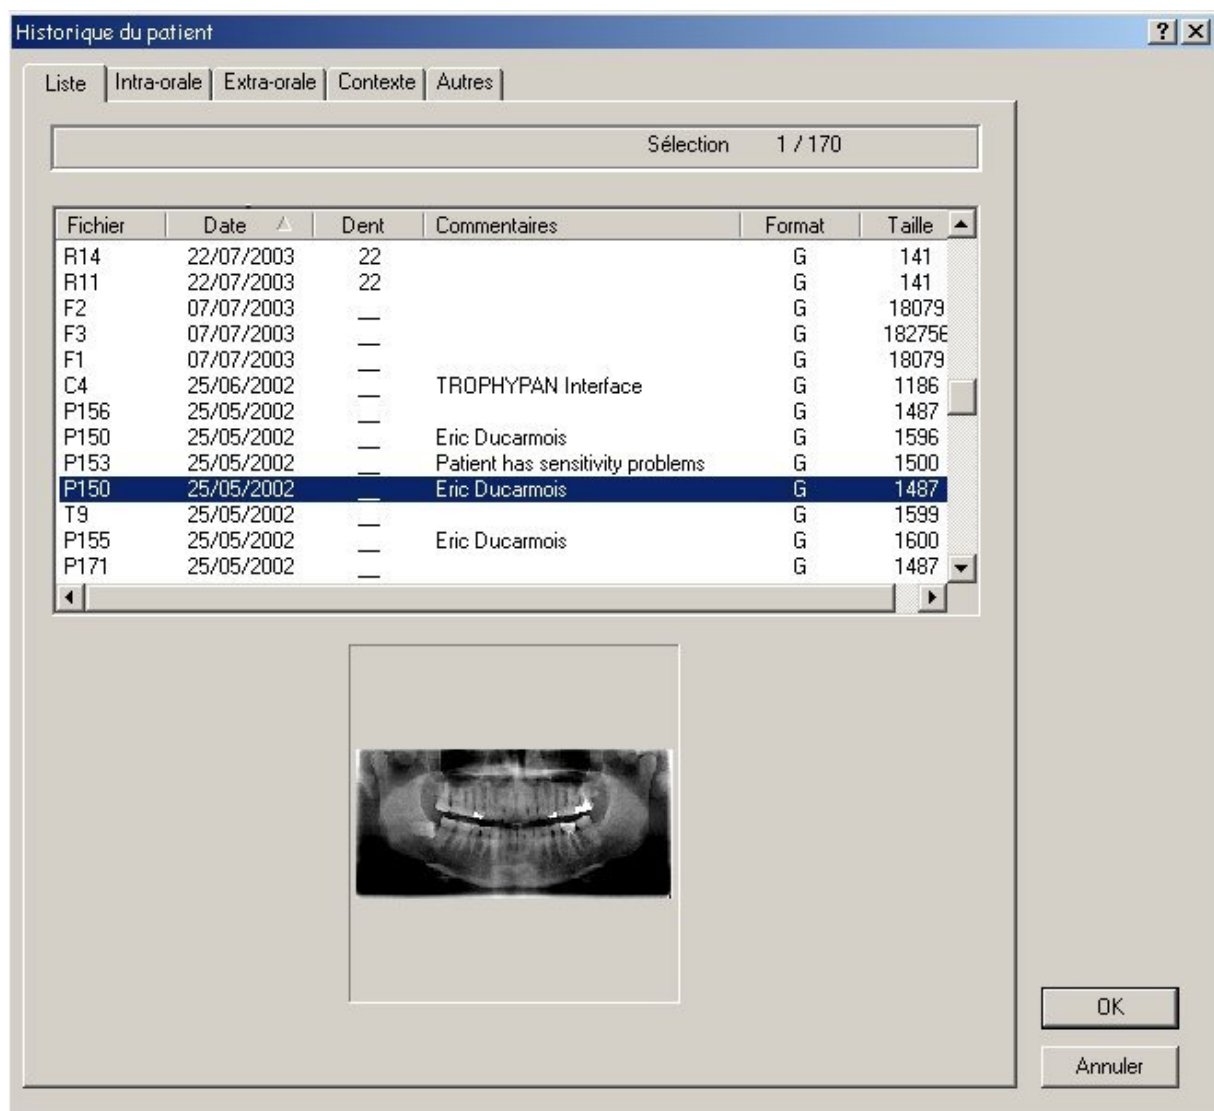 Historique du patient
Liste Intra-orale Extra-orale Contexte Autres
Sélection 1 / 170
Fichier Date Dent Commentaires Format Taille
R14 22/07/2003 22 G 141
R11 22/07/2003 22 G 141
F2 07/07/2003 __ G 18079
F3 07/07/2003 __ G 182756
F1 07/07/2003 __ G 18079
C4 25/06/2002 __ TROPHYPAN Interface G 1186
P156 25/05/2002 __ G 1487
P150 25/05/2002 __ Eric Ducarmois G 1596
P153 25/05/2002 __ Patient has sensitivity problems G 1500
P150 25/05/2002 __ Eric Ducarmois G 1487
T9 25/05/2002 __ G 1599
P155 25/05/2002 __ Eric Ducarmois G 1600
P171 25/05/2002 __ G 1487
OK
Annuler